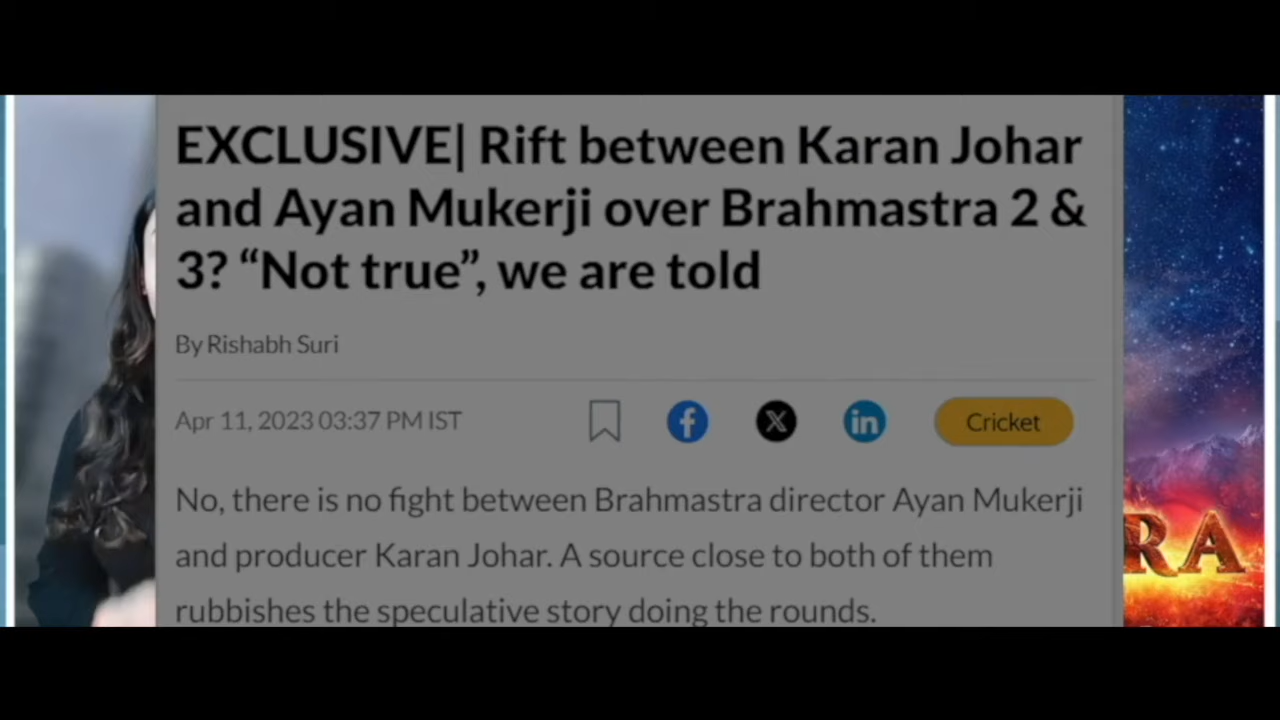 EXCLUSIVE| Rift between Karan Johar
and Ayan Mukerji over Brahmastra 2 &
3? “Not true”, we are told
By Rishabh Suri
Apr 11, 2023 03:37 PM IST
Cricket
No, there is no fight between Brahmastra director Ayan Mukerji
and producer Karan Johar. A source close to both of them
rubbishes the speculative story doing the rounds.
RA